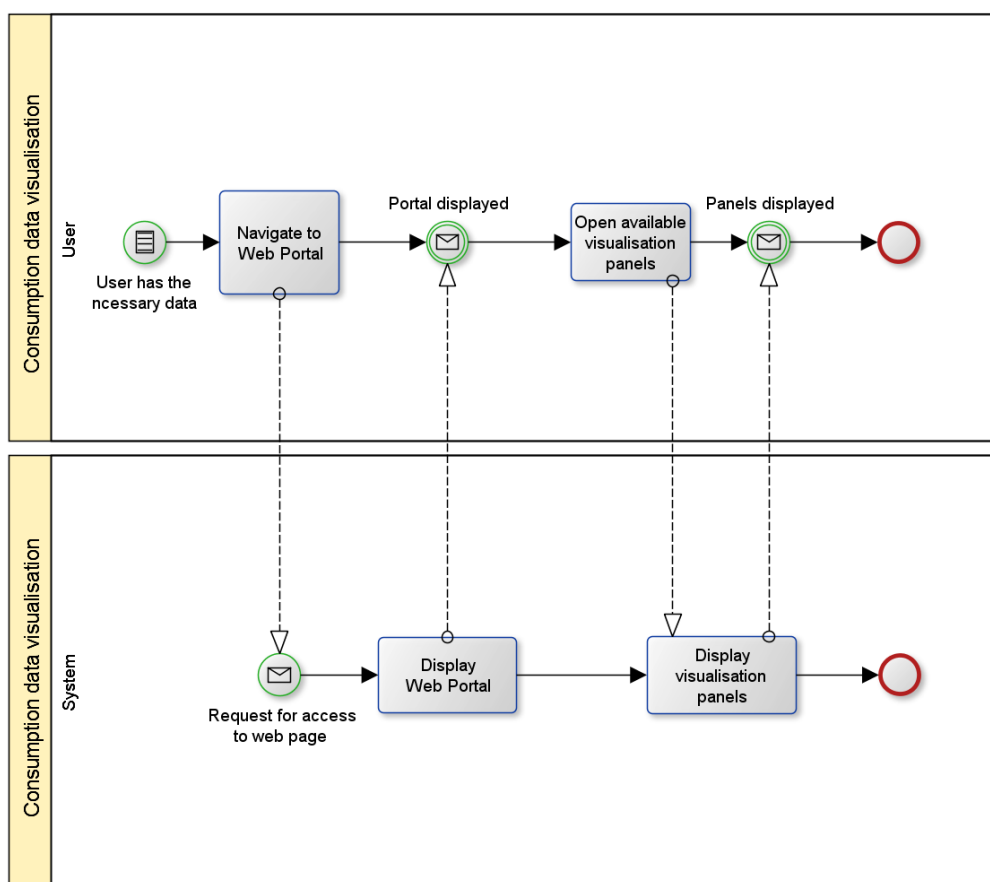 Consumption data visualisation
User
User has the
ncessary data
Navigate to
Web Portal
Portal displayed
Open available
visualisation
panels
Panels displayed
Consumption data visualisation
System
Request for access
to web page
Display
Web Portal
Display
visualisation
panels